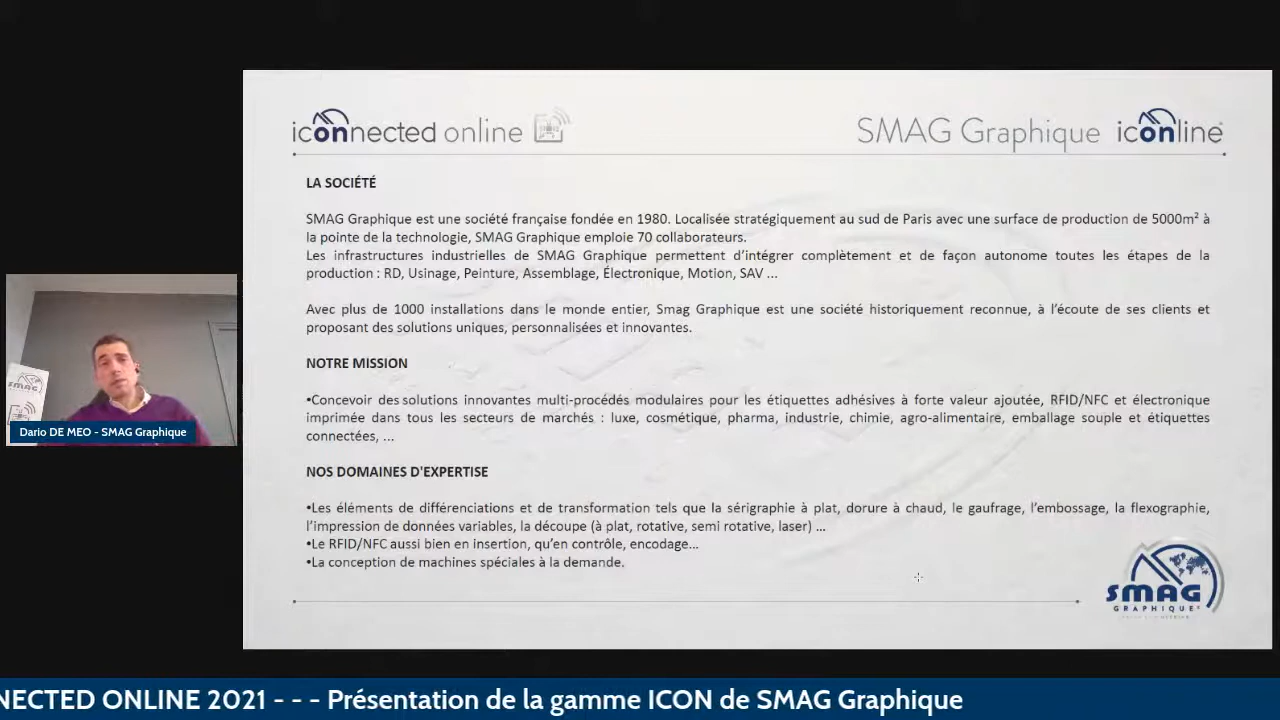 iconnected online
SMAG Graphique iconline
LA SOCIÉTÉ
SMAG Graphique est une société française fondée en 1980. Localisée stratégiquement au sud de Paris avec une surface de production de 5000m² à
la pointe de la technologie, SMAG Graphique emploie 70 collaborateurs.
Les infrastructures industrielles de SMAG Graphique permettent d'intégrer complètement et de façon autonome toutes les étapes de la
production : RD, Usinage, Peinture, Assemblage, Électronique, Motion, SAV ...
Avec plus de 1000 installations dans le monde entier, Smag Graphique est une société historiquement reconnue, à l'écoute de ses clients et
proposant des solutions uniques, personnalisées et innovantes.
NOTRE MISSION
•Concevoir des solutions innovantes multi-procédés modulaires pour les étiquettes adhésives à forte valeur ajoutée, RFID/NFC et électronique
imprimée dans tous les secteurs de marchés : luxe, cosmétique, pharma, industrie, chimie, agro-alimentaire, emballage souple et étiquettes
connectées, ...
NOS DOMAINES D'EXPERTISE
•Les éléments de différenciations et de transformation tels que la sérigraphie à plat, dorure à chaud, le gaufrage, l'embossage, la flexographie,
l'impression de données variables, la découpe (à plat, rotative, semi rotative, laser) ...
•Le RFID/NFC aussi bien en insertion, qu'en contrôle, encodage...
•La conception de machines spéciales à la demande.
SMAG
GRAPHIQUE
SMAG
Dario DE MEO - SMAG Graphique
NECTED ONLINE 2021 - - - Présentation de la gamme ICON de SMAG Graphique